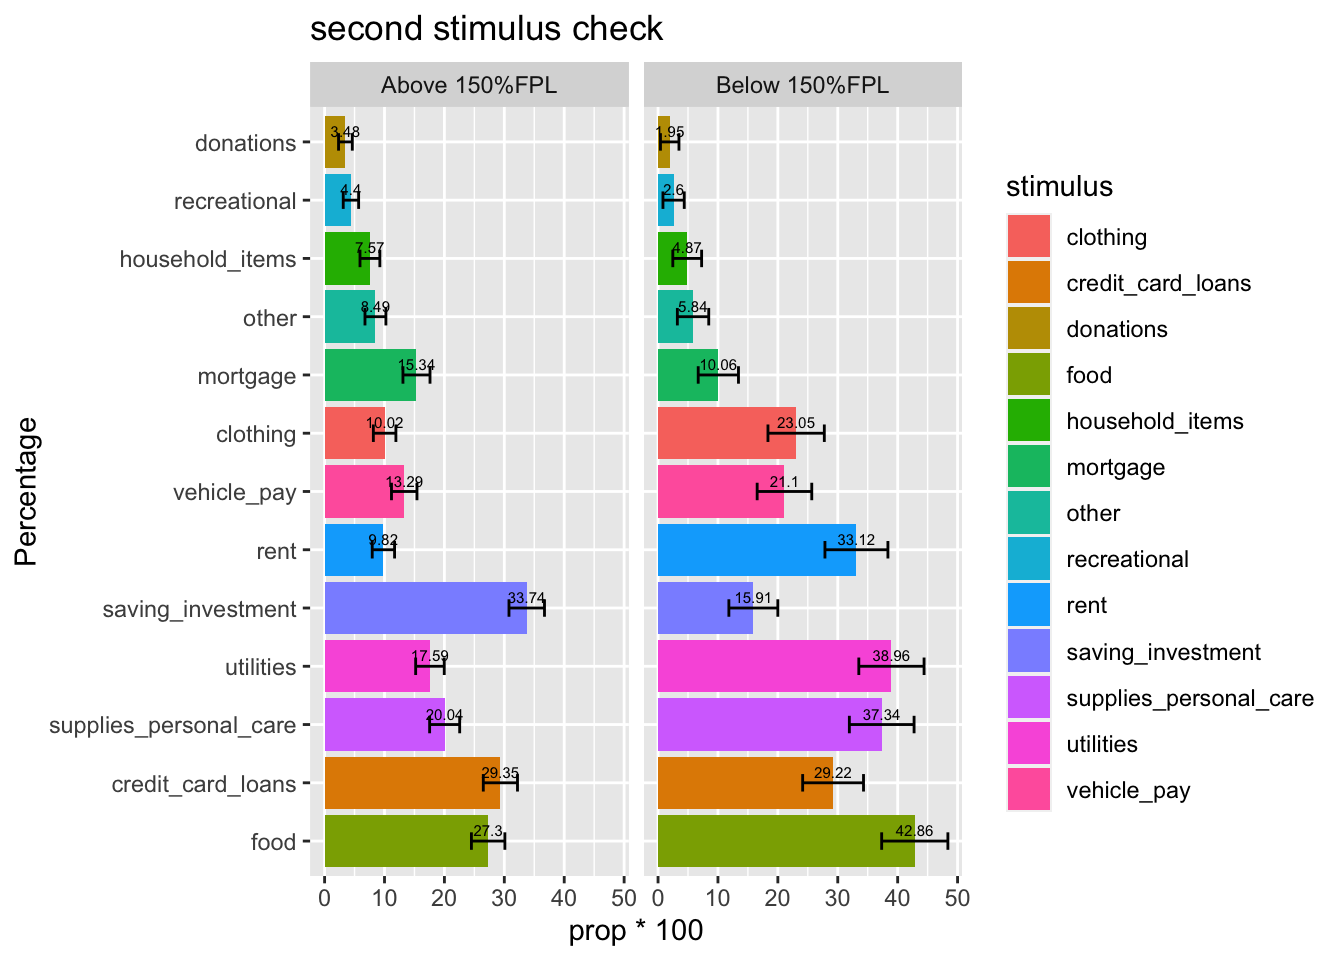 second stimulus check
Above 150%FPL
Below 150%FPL
Percentage
donations
3.48
1.95
recreational
4.4
2.6
household_items
7.57
4.87
other
8.49
5.84
mortgage
15.34
10.06
clothing
10.02
23.05
vehicle_pay
13.29
21.1
rent
9.82
33.12
saving_investment
33.74
15.91
utilities
17.59
38.96
supplies_personal_care
20.04
37.34
credit_card_loans
29.35
29.22
food
27.3
42.86
0 10 20 30 40 50
0 10 20 30 40 50
prop * 100
stimulus
clothing
credit_card_loans
donations
food
household_items
mortgage
other
recreational
rent
saving_investment
supplies_personal_care
utilities
vehicle_pay